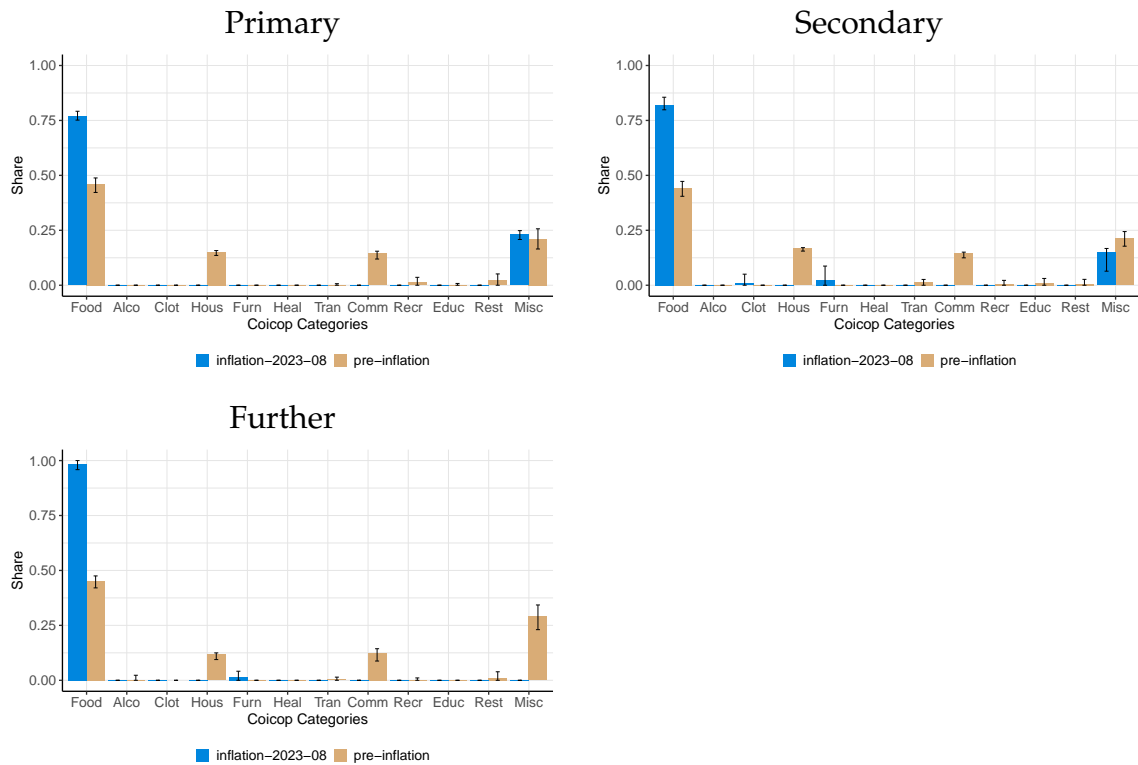 Primary
1.00
0.75
0.50
0.25
0.00
Share
Food Alco Clot Hous Furn Heal Tran Comm Recr Educ Rest Misc
Coicop Categories
inflation−2023−08 pre−inflation
Secondary
1.00
0.75
0.50
0.25
0.00
Share
Food Alco Clot Hous Furn Heal Tran Comm Recr Educ Rest Misc
Coicop Categories
inflation−2023−08 pre−inflation
Further
1.00
0.75
0.50
0.25
0.00
Share
Food Alco Clot Hous Furn Heal Tran Comm Recr Educ Rest Misc
Coicop Categories
inflation−2023−08 pre−inflation